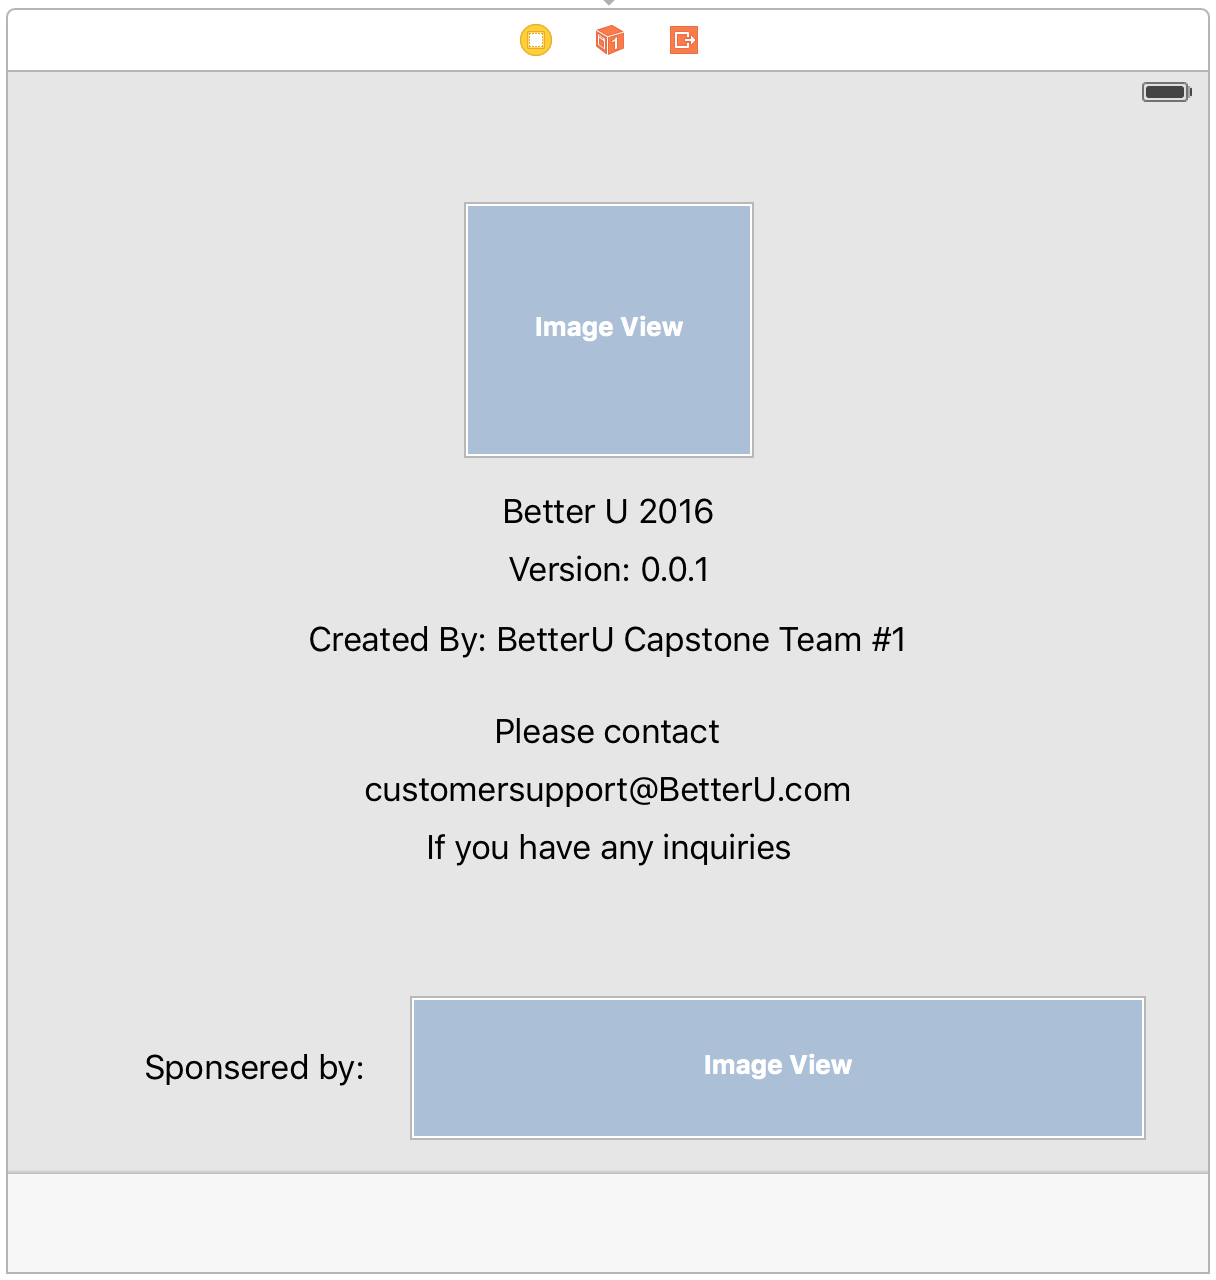 Image View
Better U 2016
Version: 0.0.1
Created By: BetterU Capstone Team #1
Please contact
customersupport@BetterU.com
If you have any inquiries
Sponsered by:
Image View